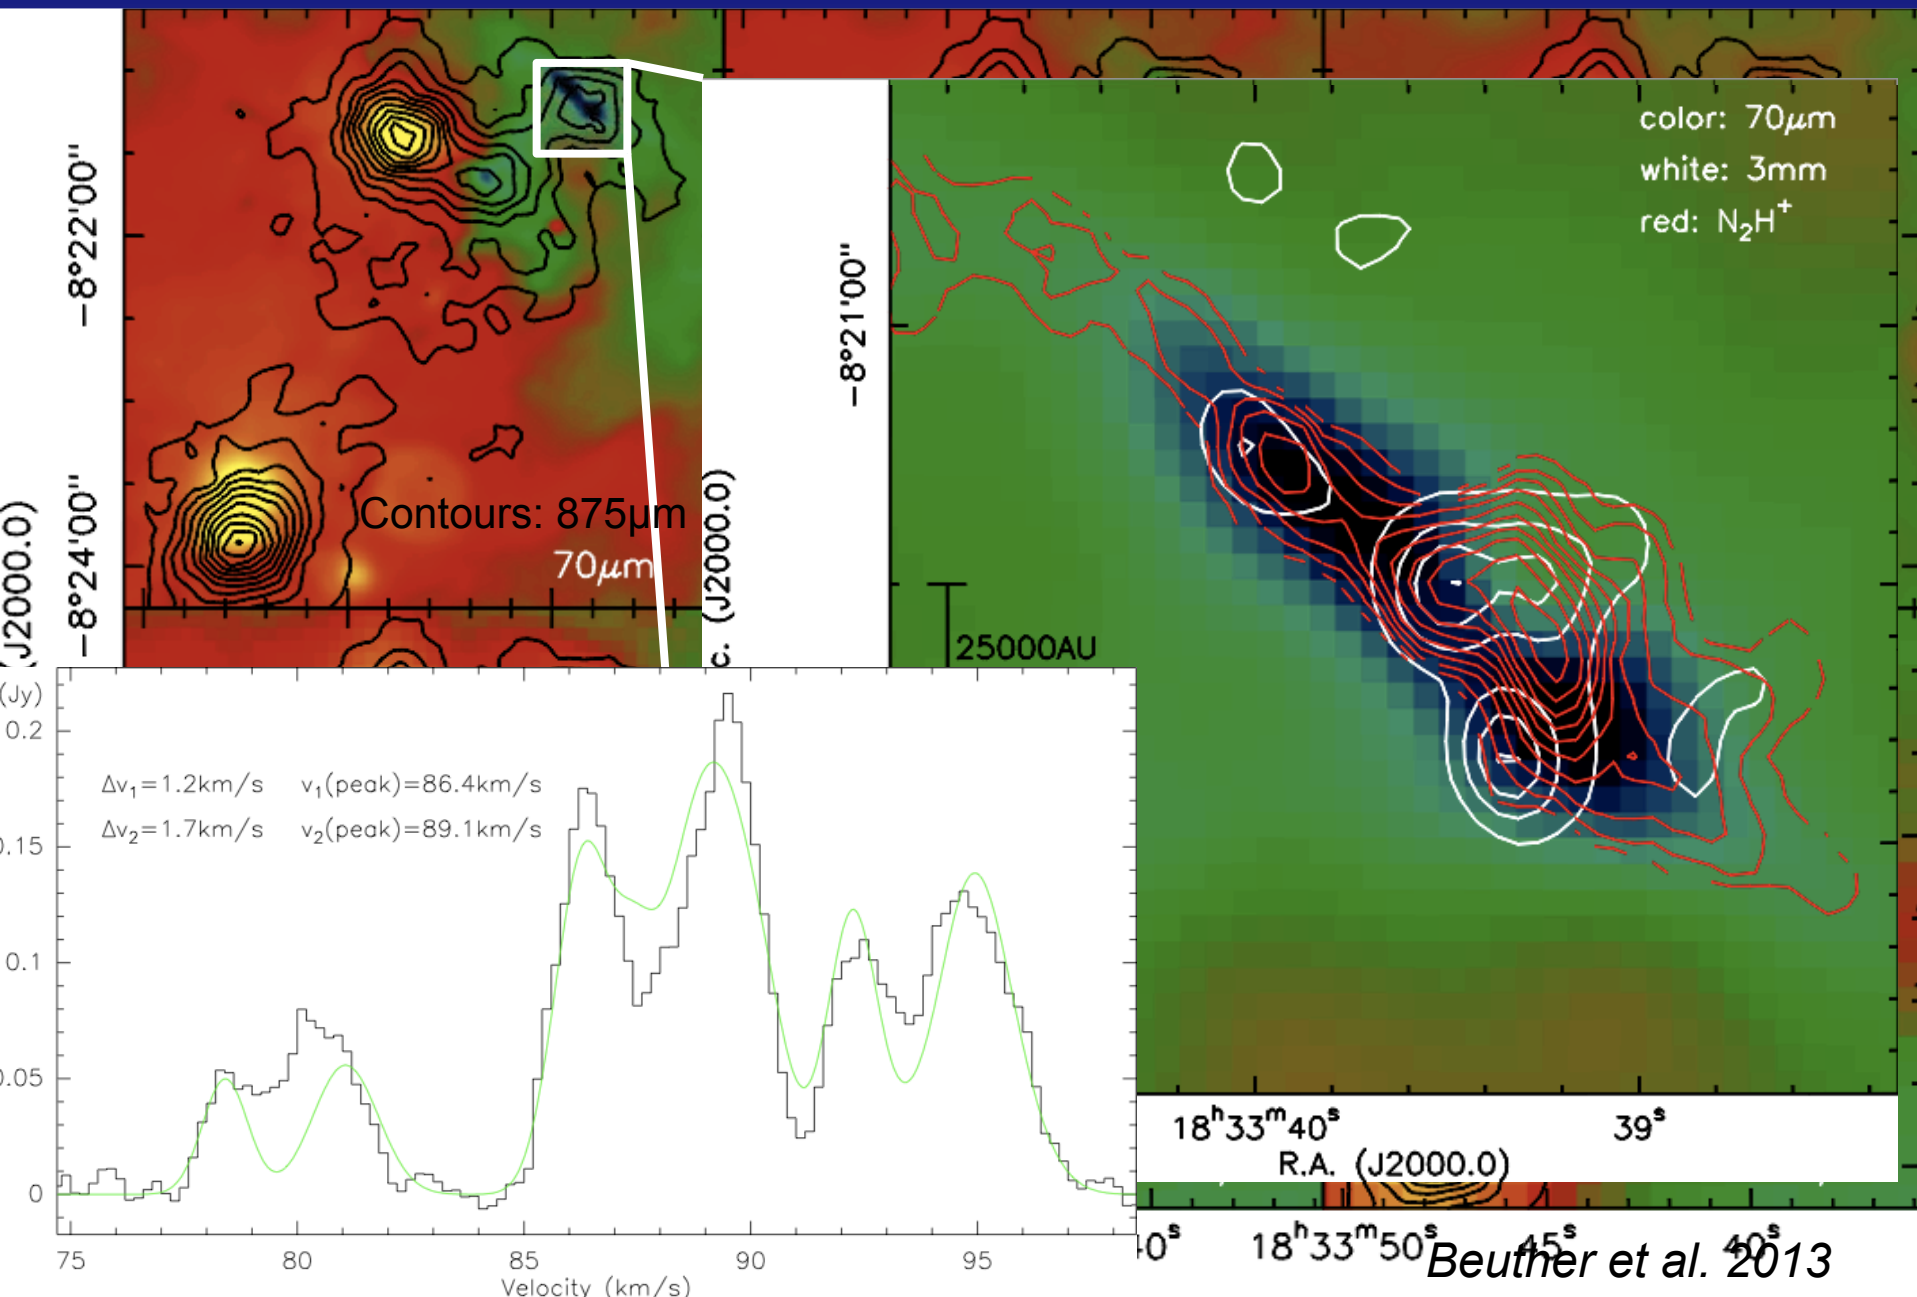 −8°22'00"
−8°24'00"
(J2000.0)
Contours: 875µm
70µm
color: 70µm
white: 3mm
red: N₂H⁺
−8°21'00"
c. (J2000.0)
25000AU
18ʰ33ᵐ40ˢ 39ˢ
R.A. (J2000.0)
(Jy)
0.2
0.15
0.1
0.05
0
Δv₁=1.2km/s v₁(peak)=86.4km/s
Δv₂=1.7km/s v₂(peak)=89.1km/s
75 80 85 90 95
Velocity (km/s)
0ˢ 18ʰ33ᵐ50ˢ 45ˢ 40ˢ
Beuther et al. 2013